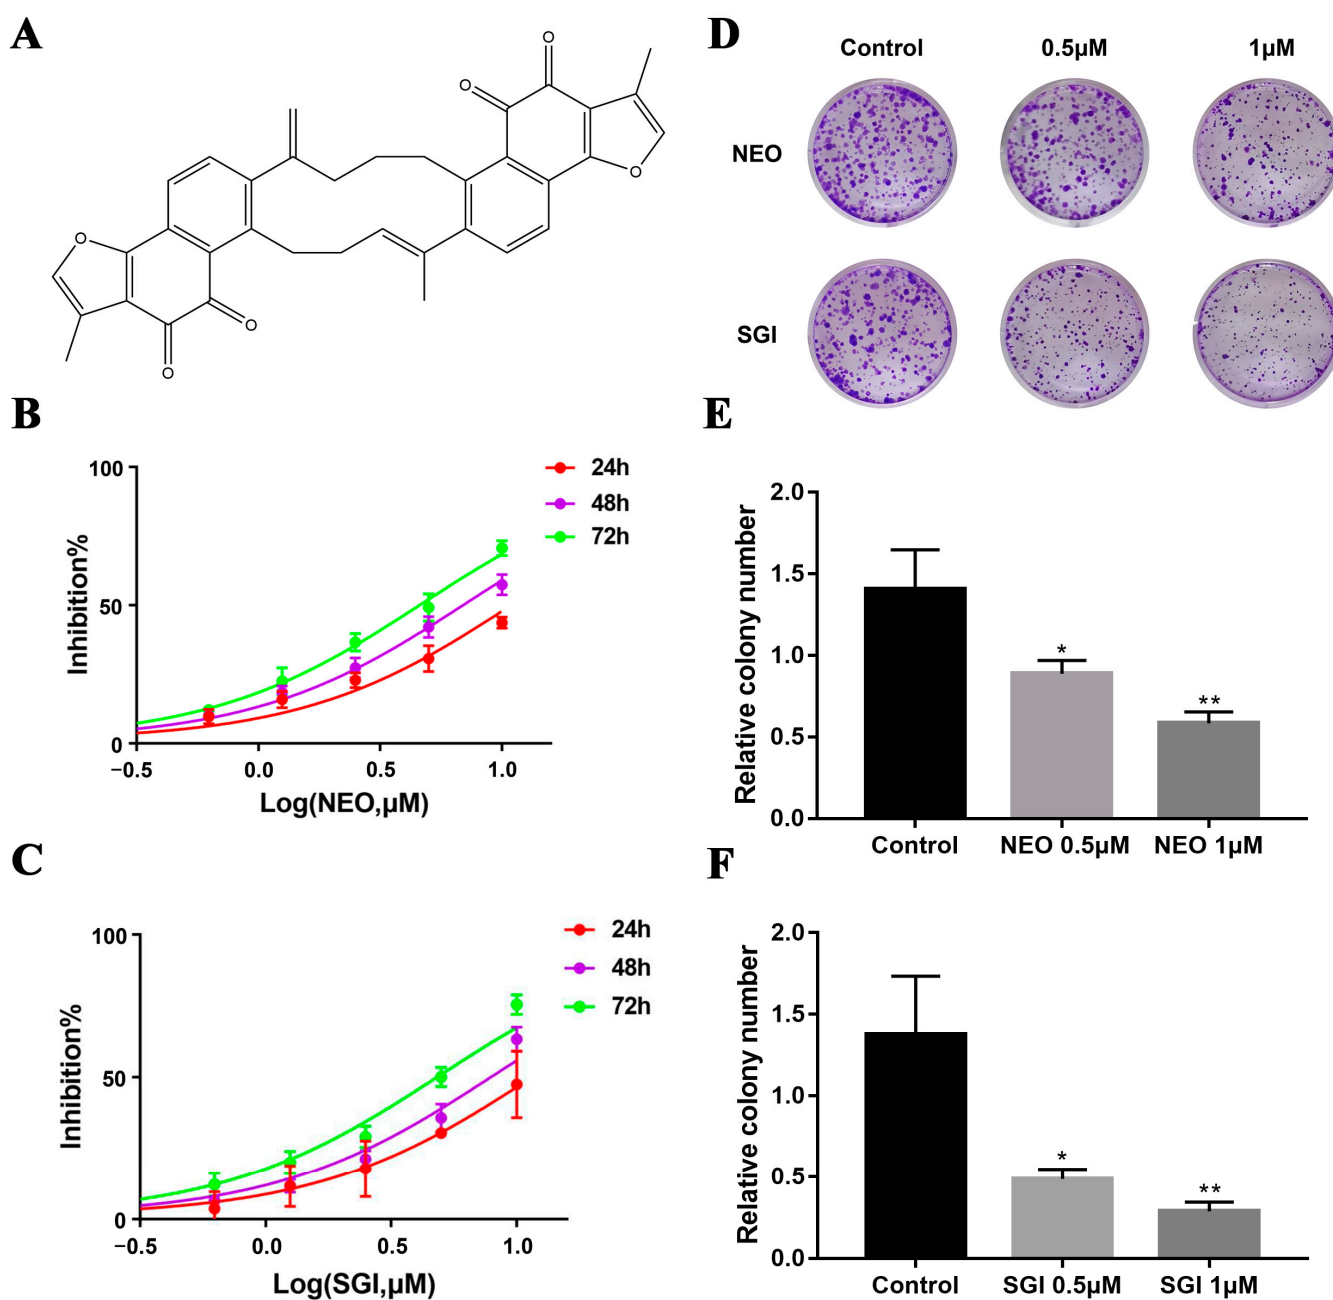 A
O
O
O
O
O
O
B
100
50
0
−0.5
0.0
0.5
1.0
Inhibition%
Log(NEO,µM)
24h
48h
72h
C
100
50
0
−0.5
0.0
0.5
1.0
Inhibition%
Log(SGI,µM)
24h
48h
72h
D
Control
0.5µM
1µM
NEO
SGI
E
2.0
1.5
1.0
0.5
0.0
Relative colony number
*
**
Control
NEO 0.5µM
NEO 1µM
F
2.0
1.5
1.0
0.5
0.0
Relative colony number
*
**
Control
SGI 0.5µM
SGI 1µM